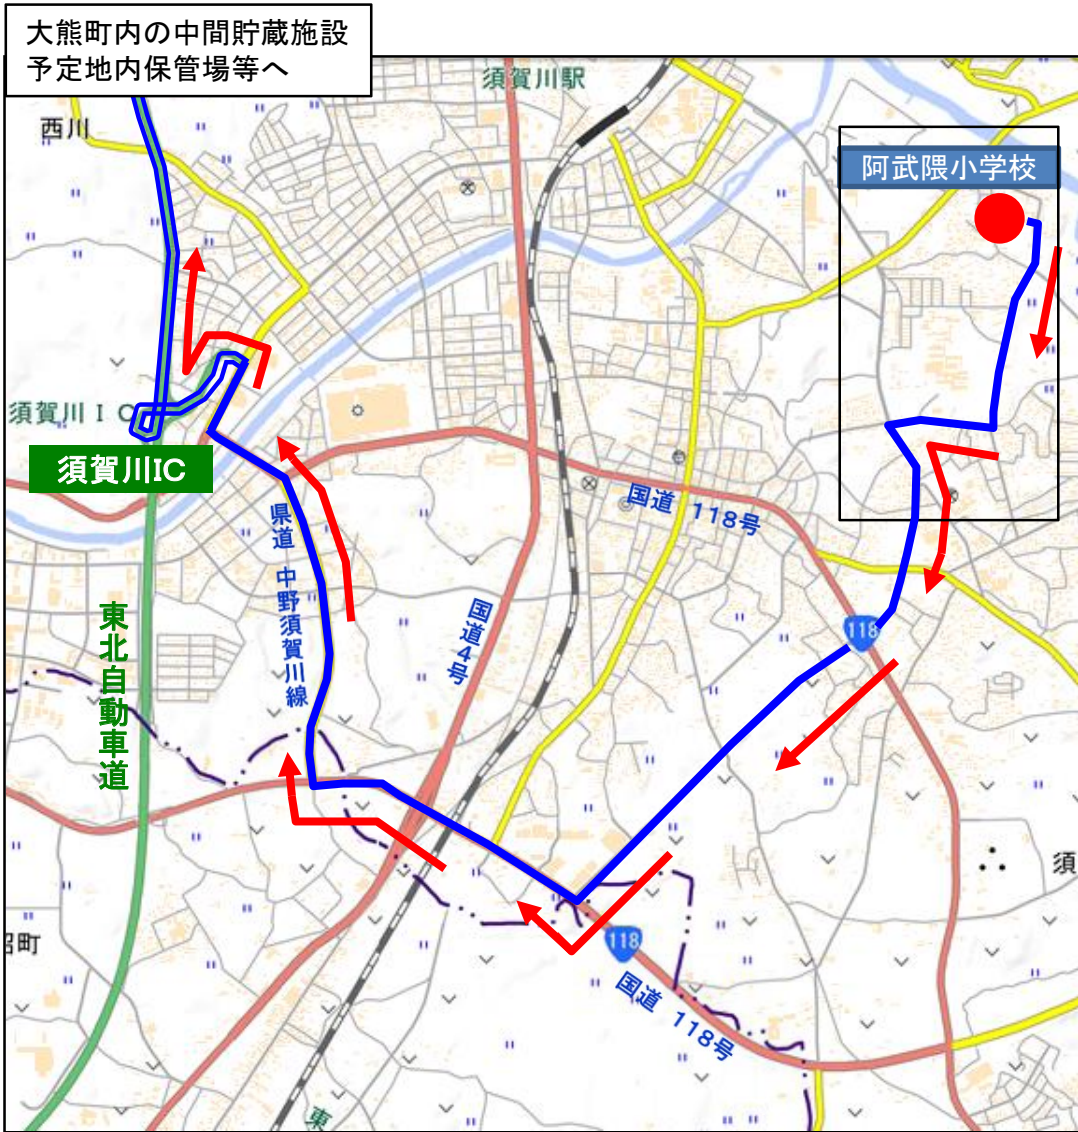 大熊町内の中間貯蔵施設
予定地内保管場等へ
須賀川駅
西川
阿武隈小学校
須賀川ＩＣ
須賀川IC
国道 118号
県道 中野須賀川線
国道4号
118
東北自動車道
須
118
国道 118号
町
東